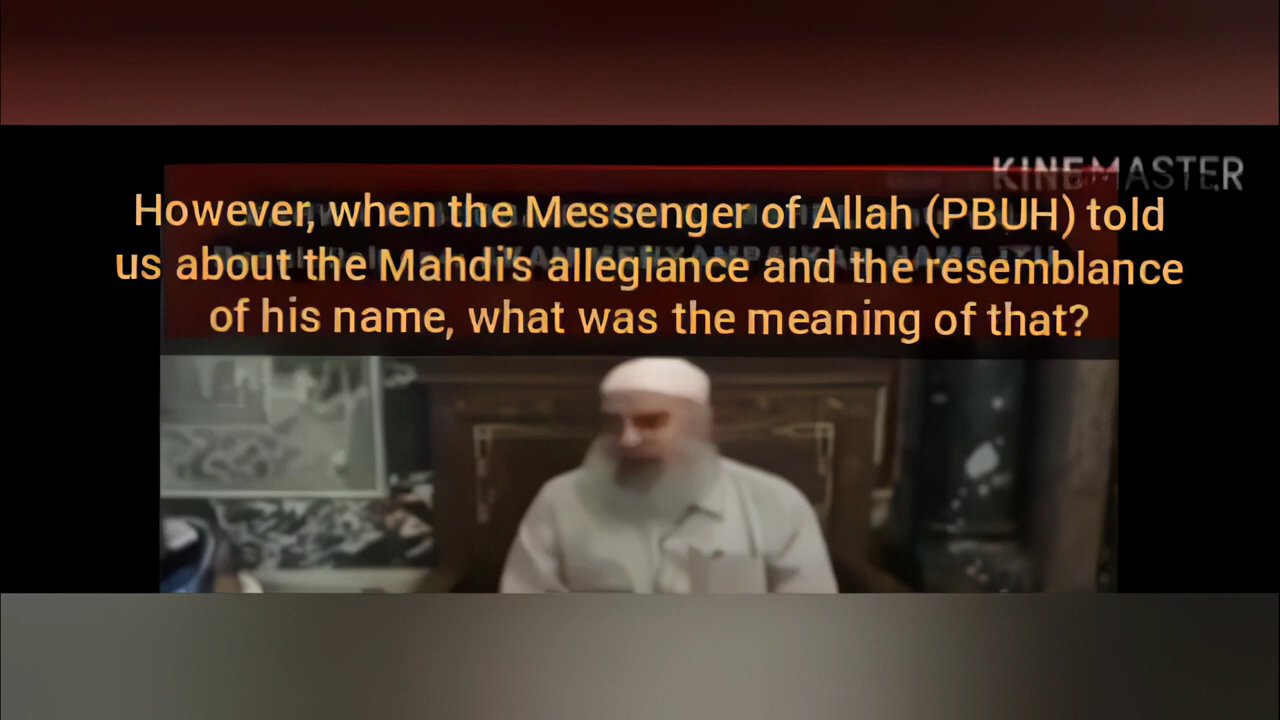 KINEMASTER
However, when the Messenger of Allah (PBUH) told
us about the Mahdi's allegiance and the resemblance
of his name, what was the meaning of that?